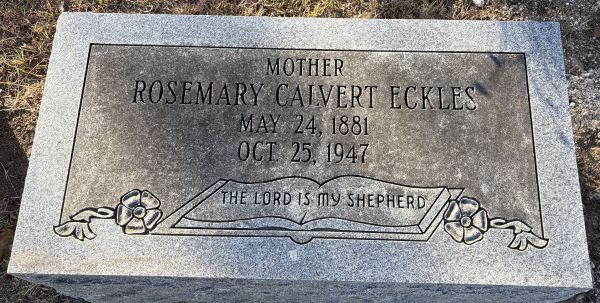 MOTHER
ROSEMARY CALVERT ECKLES
MAY 24, 1881
OCT. 25, 1947
THE LORD IS MY SHEPHERD